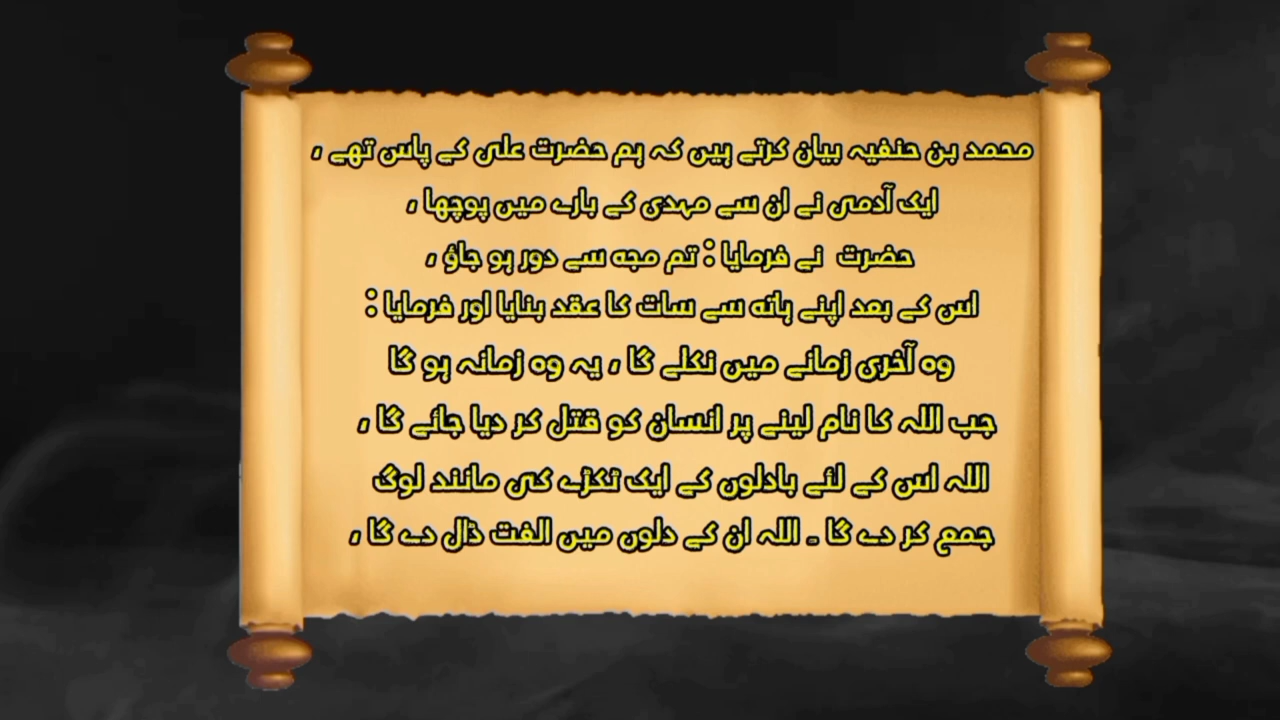 محمد بن حنفیہ بیان کرتے ہیں کہ ہم حضرت علی کے پاس تھے ،
ایک آدمی نے ان سے مہدی کے بارے میں پوچھا ،
حضرت نے فرمایا : تم مجھ سے دور ہو جاؤ ،
اس کے بعد اپنے ہاتھ سے سات کا عقد بنایا اور فرمایا :
وہ آخری زمانے میں نکلے گا ، یہ وہ زمانہ ہو گا
جب اللہ کا نام لینے پر انسان کو قتل کر دیا جائے گا ،
اللہ اس کے لئے بادلوں کے ایک ٹکڑے کی مانند لوگ
جمع کر دے گا ۔ اللہ ان کے دلوں میں الفت ڈال دے گا ،